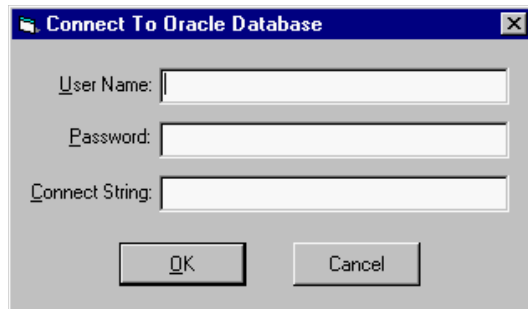 Connect To Oracle Database
User Name:
Password:
Connect String:
OK Cancel